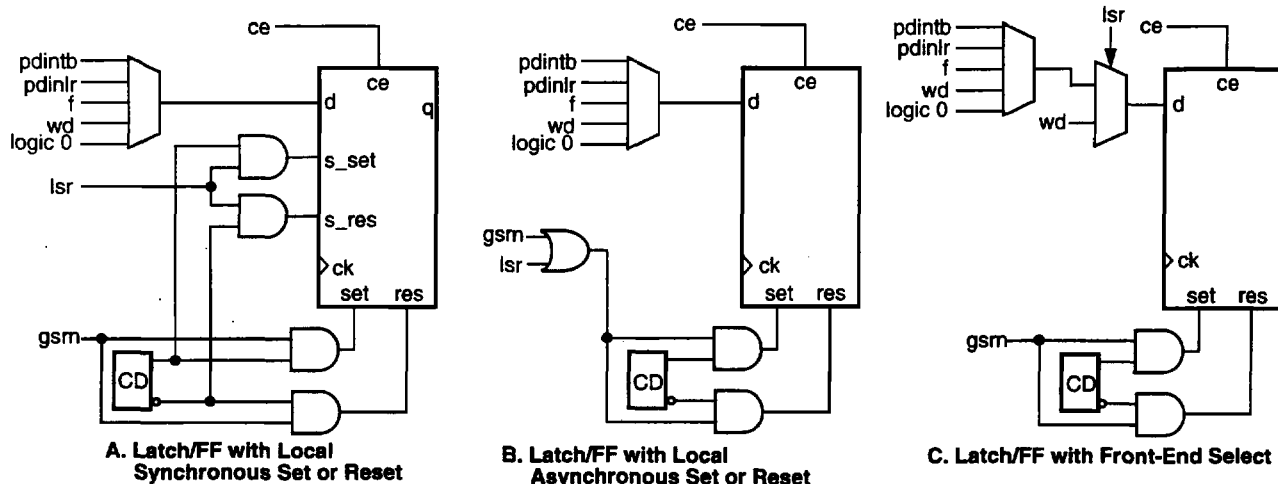 ce
pdintb
pdinlr
f
wd
logic 0
ce
d
q
s_set
lsr
s_res
ck
set
res
gsrn
CD
A. Latch/FF with Local
Synchronous Set or Reset
ce
pdintb
pdinlr
f
wd
logic 0
ce
d
gsrn
lsr
ck
set
res
CD
B. Latch/FF with Local
Asynchronous Set or Reset
lsr
ce
pdintb
pdinlr
f
wd
logic 0
wd
ce
d
ck
set
res
gsrn
CD
C. Latch/FF with Front-End Select